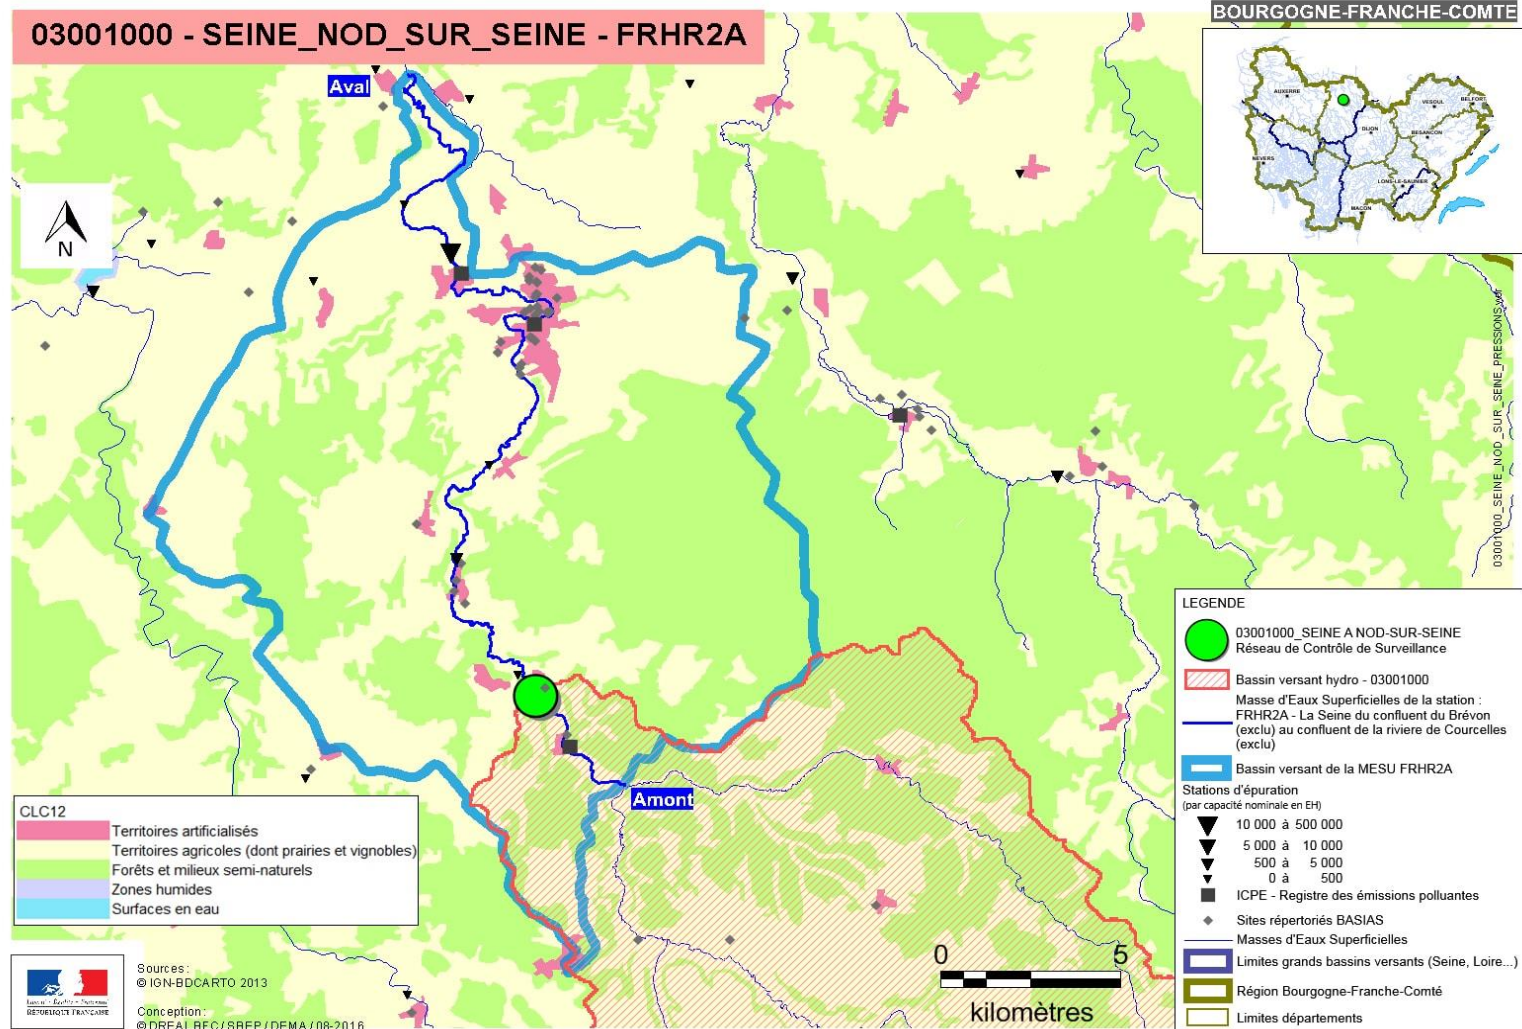 BOURGOGNE-FRANCHE-COMTE
03001000 - SEINE_NOD_SUR_SEINE - FRHR2A
Aval
AUXERRE
VESOUL
BELFORT
DIJON
BESANCON
NEVERS
LONS-LE-SAUNIER
MACON
N
03001000_SEINE_NOD_SUR_SEINE_PRESSIONS.wor
Amont
LEGENDE
03001000_SEINE A NOD-SUR-SEINE
Réseau de Contrôle de Surveillance
Bassin versant hydro - 03001000
Masse d'Eaux Superficielles de la station :
FRHR2A - La Seine du confluent du Brévon
(exclu) au confluent de la riviere de Courcelles
(exclu)
Bassin versant de la MESU FRHR2A
Stations d'épuration
(par capacité nominale en EH)
10 000 à 500 000
5 000 à 10 000
500 à 5 000
0 à 500
ICPE - Registre des émissions polluantes
Sites répertoriés BASIAS
Masses d'Eaux Superficielles
Limites grands bassins versants (Seine, Loire...)
Région Bourgogne-Franche-Comté
Limites départements
CLC12
Territoires artificialisés
Territoires agricoles (dont prairies et vignobles)
Forêts et milieux semi-naturels
Zones humides
Surfaces en eau
0 5
kilomètres
Liberté • Égalité • Fraternité
RÉPUBLIQUE FRANÇAISE
Sources :
© IGN-BDCARTO 2013
Conception :
© DREAL BFC / SBEP / DEMA / 08-2016